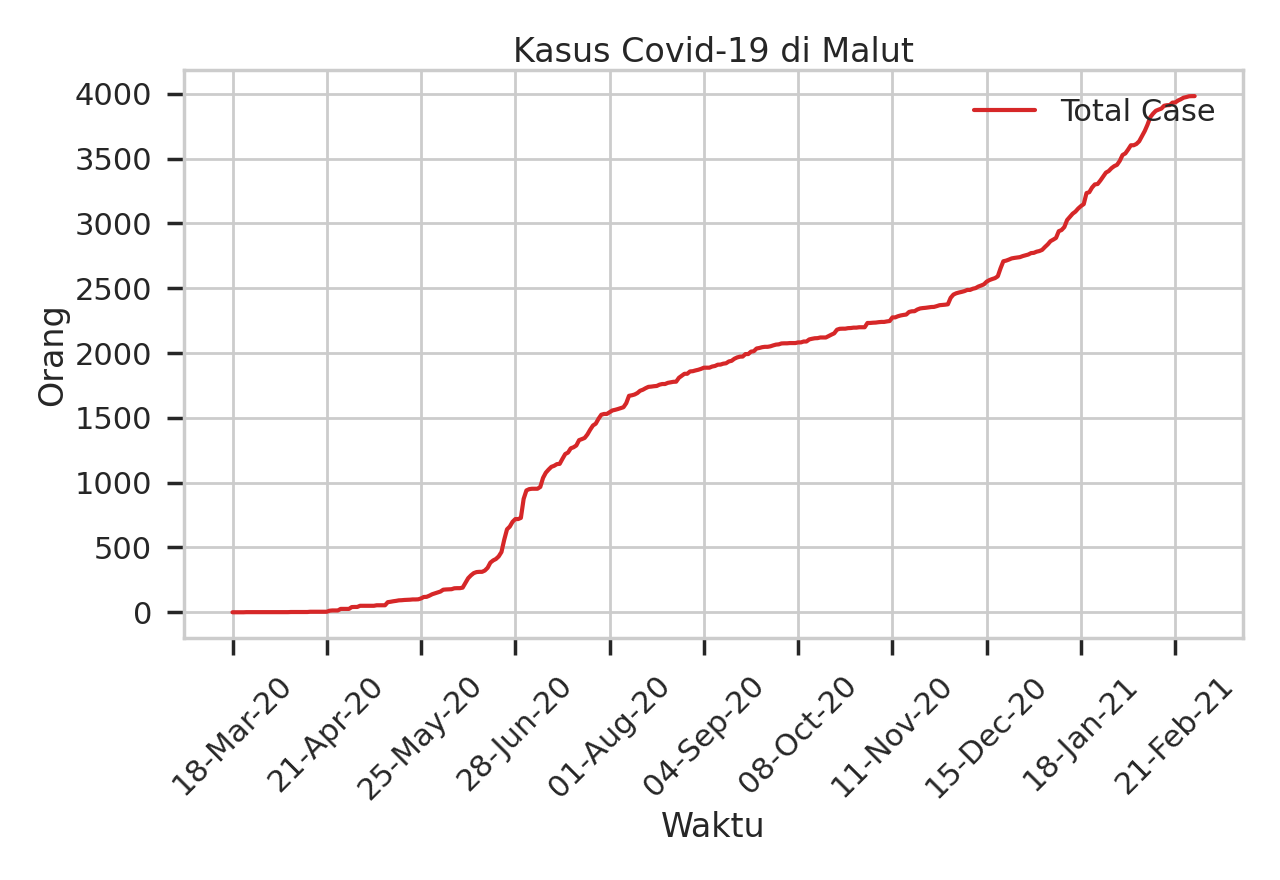 Kasus Covid-19 di Malut
Total Case
4000
3500
3000
2500
2000
1500
1000
500
0
Orang
18-Mar-20
21-Apr-20
25-May-20
28-Jun-20
01-Aug-20
04-Sep-20
08-Oct-20
11-Nov-20
15-Dec-20
18-Jan-21
21-Feb-21
Waktu